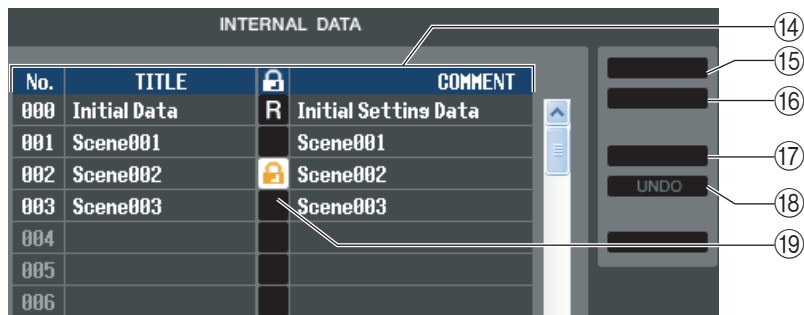 INTERNAL DATA
⑭
⑮
⑯
⑰
UNDO
⑱
⑲
No. TITLE COMMENT
000 Initial Data R Initial Setting Data
001 Scene001 Scene001
002 Scene002 Scene002
003 Scene003 Scene003
004
005
006